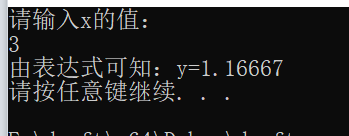 请输入x的值：
3
由表达式可知：y=1.16667
请按任意键继续. . .